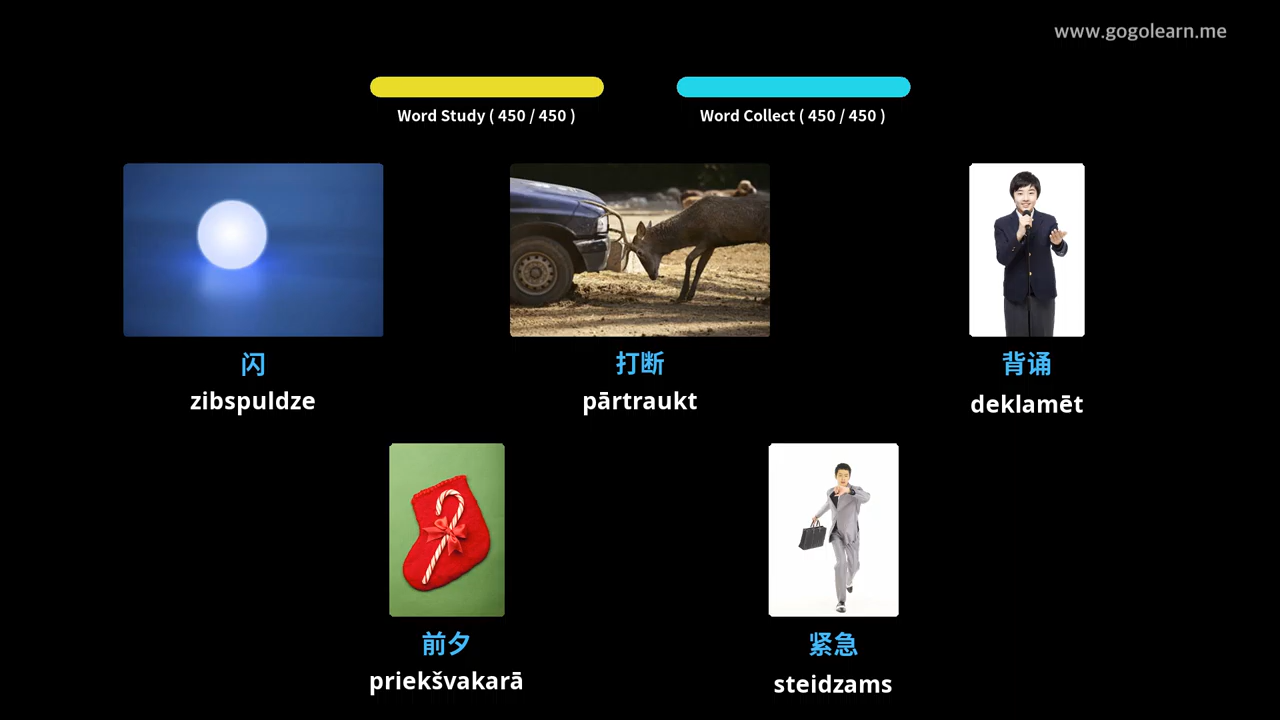 www.gogolearn.me
Word Study ( 450 / 450 )
Word Collect ( 450 / 450 )
闪
zibspuldze
打断
pārtraukt
背诵
deklamēt
前夕
priekšvakarā
紧急
steidzams